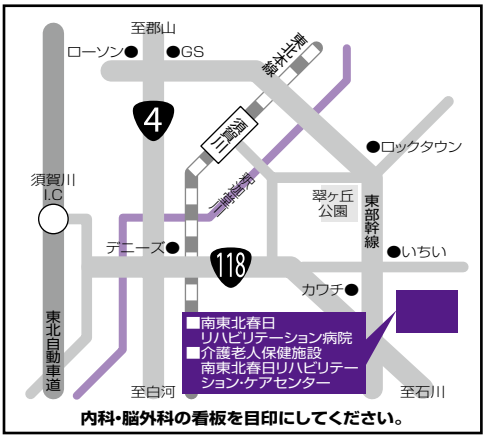 至郡山
ローソン
GS
東北本線
4
須賀川
ロックタウン
釈迦堂川
須賀川
I.C
翠ヶ丘
公園
東部幹線
デニーズ
118
いちい
カワチ
■南東北春日
リハビリテーション病院
■介護老人保健施設
南東北春日リハビリテー
ション・ケアセンター
東北自動車道
至白河
至石川
内科・脳外科の看板を目印にしてください。